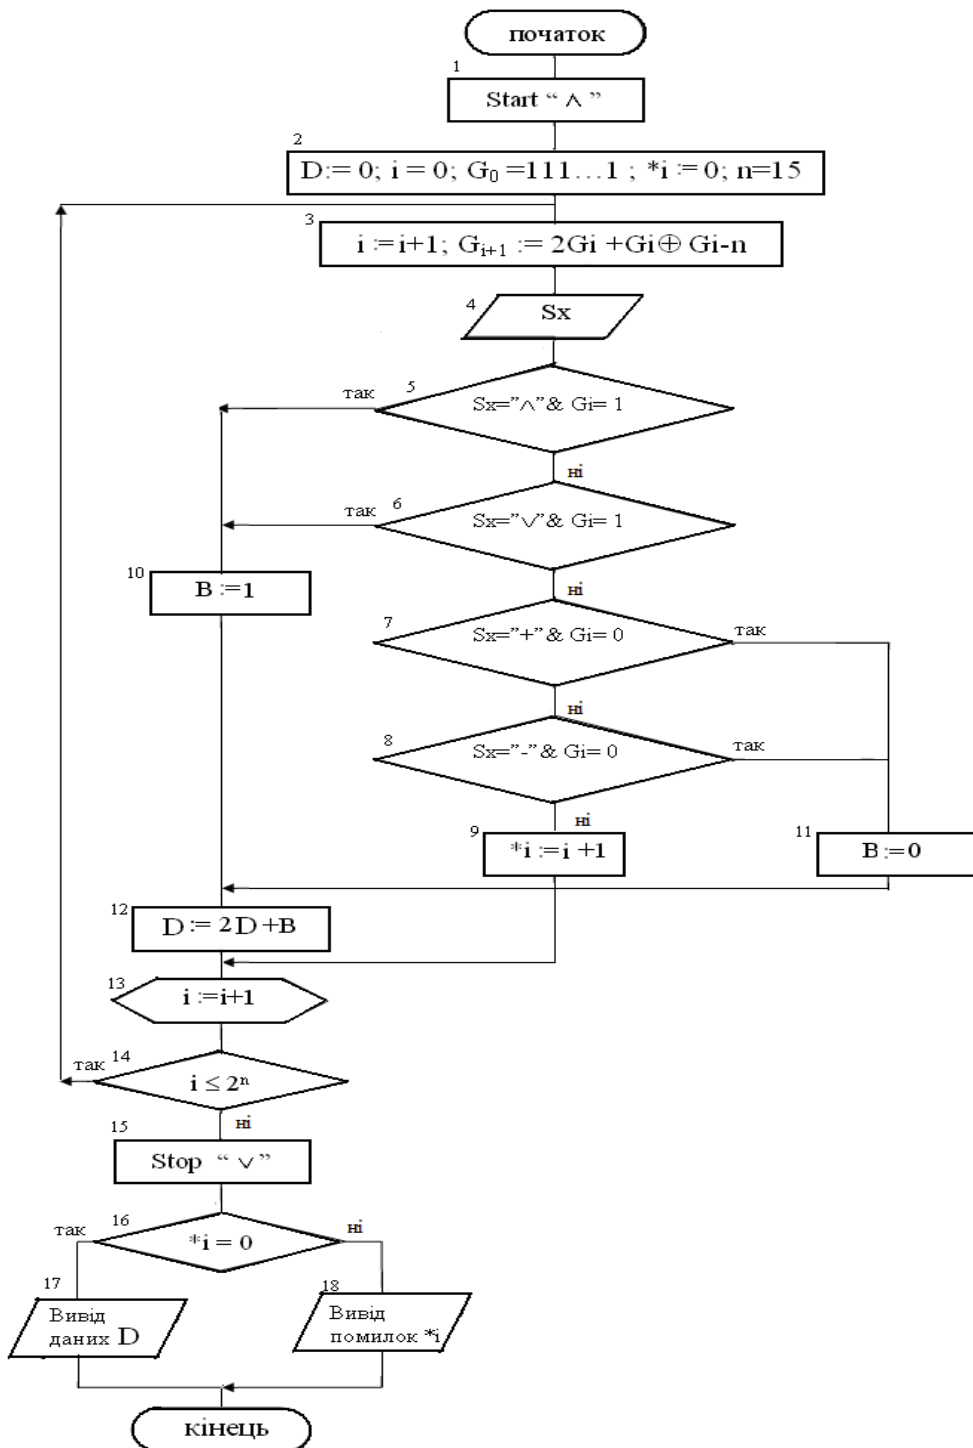 початок
1
Start “ ∧ ”
2
D:= 0; i = 0; G₀ =111...1 ; *i := 0; n=15
3
i :=i+1; Gᵢ₊₁ := 2Gi +Gi⊕ Gi-n
4
Sx
5
так
Sx=”∧”& Gi= 1
ні
6
так
Sx=”∨”& Gi= 1
ні
10
B :=1
7
Sx=”+”& Gi= 0
так
ні
8
Sx=”-”& Gi= 0
так
ні
9
*i :=i +1
11
B :=0
12
D := 2D+B
13
i :=i+1
14
так
i ≤ 2ⁿ
ні
15
Stop “ ∨”
16
так
*i = 0
ні
17
Вивід
даних D
18
Вивід
помилок *i
кінець